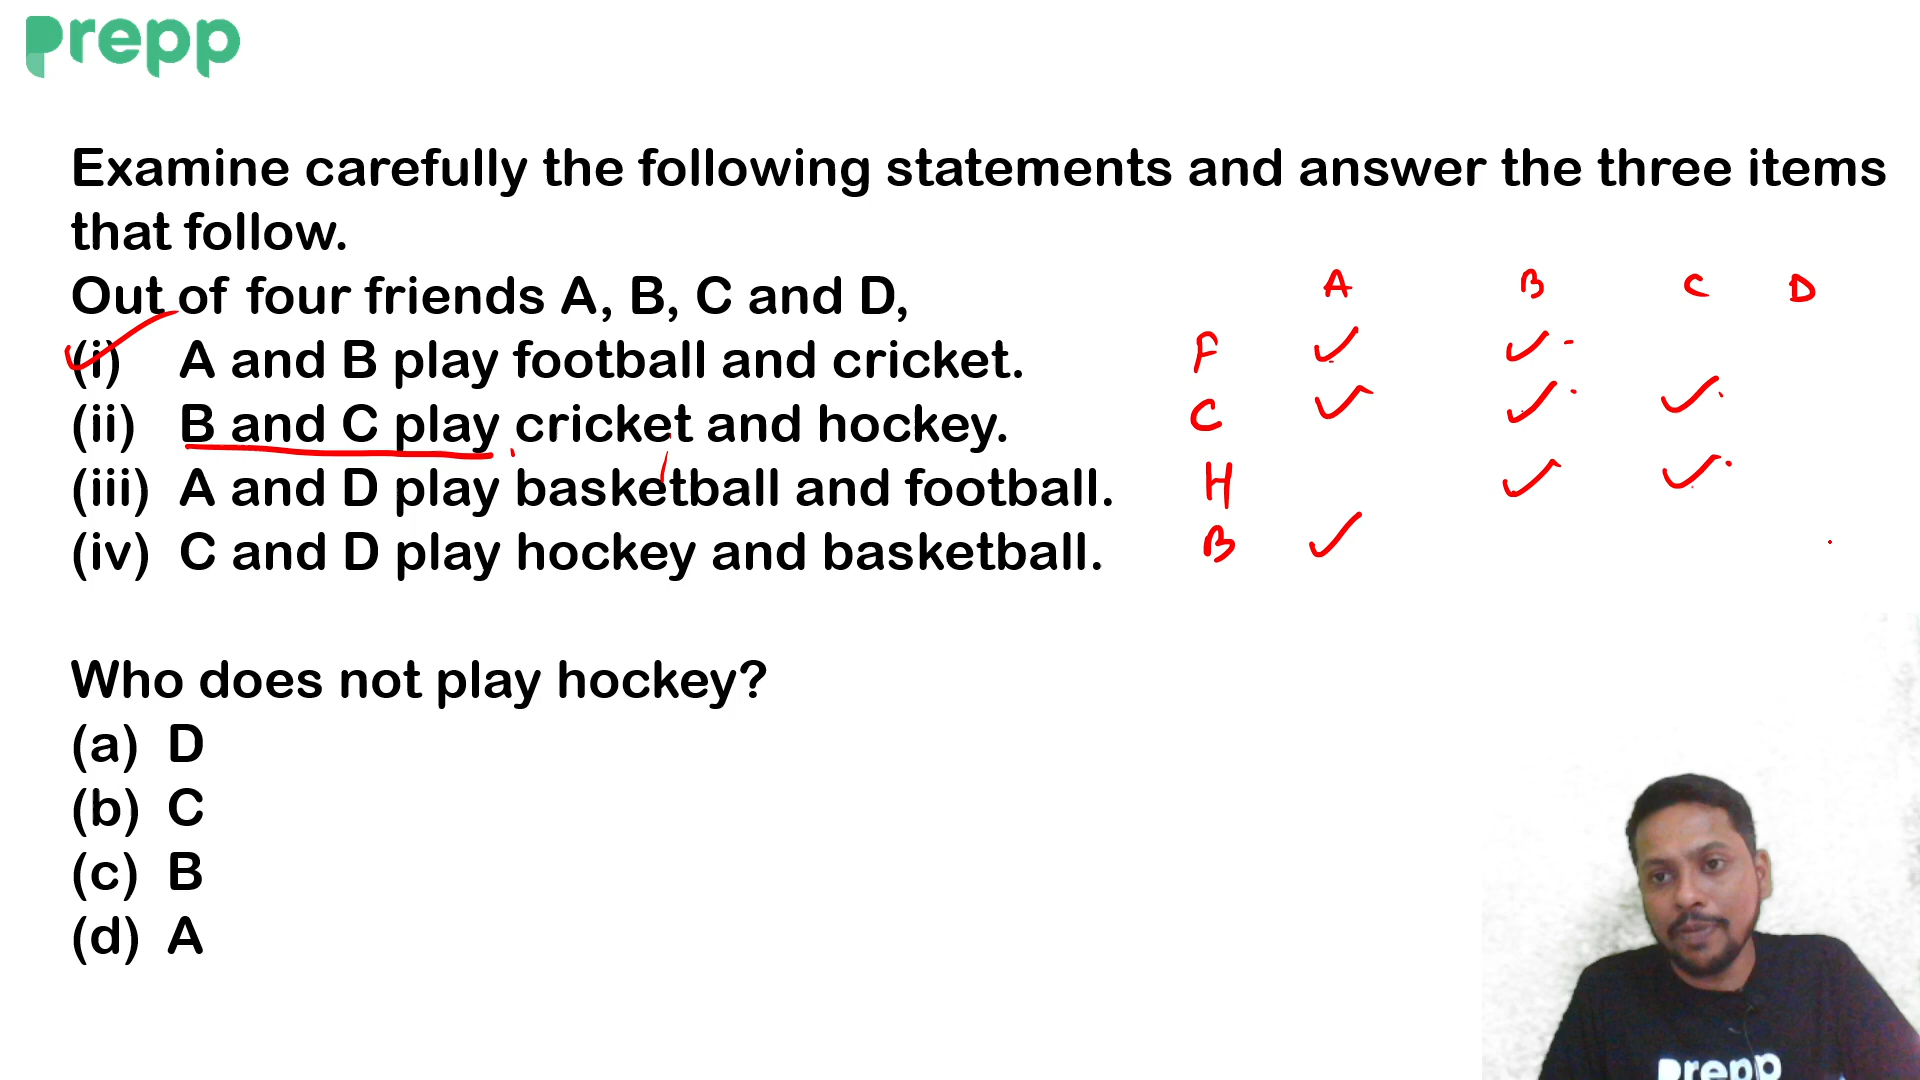 Prepp
Examine carefully the following statements and answer the three items
that follow.
Out of four friends A, B, C and D,
(i) A and B play football and cricket.
(ii) B and C play cricket and hockey.
(iii) A and D play basketball and football.
(iv) C and D play hockey and basketball.
A B C D
F ✓ ✓
C ✓ ✓ ✓
H ✓ ✓
B ✓
Who does not play hockey?
(a) D
(b) C
(c) B
(d) A
Prepp